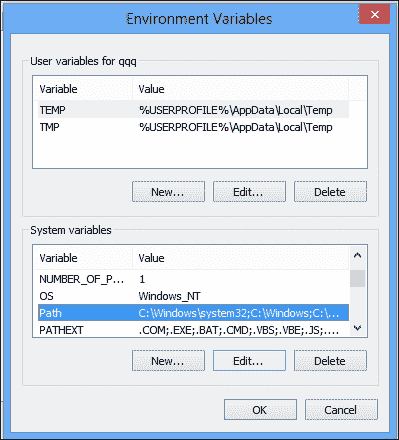 Environment Variables
User variables for qqq
Variable Value
TEMP %USERPROFILE%\AppData\Local\Temp
TMP %USERPROFILE%\AppData\Local\Temp
New... Edit... Delete
System variables
Variable Value
NUMBER_OF_P... 1
OS Windows_NT
Path C:\Windows\system32;C:\Windows;C:\...
PATHEXT .COM;.EXE;.BAT;.CMD;.VBS;.VBE;.JS;....
New... Edit... Delete
OK Cancel